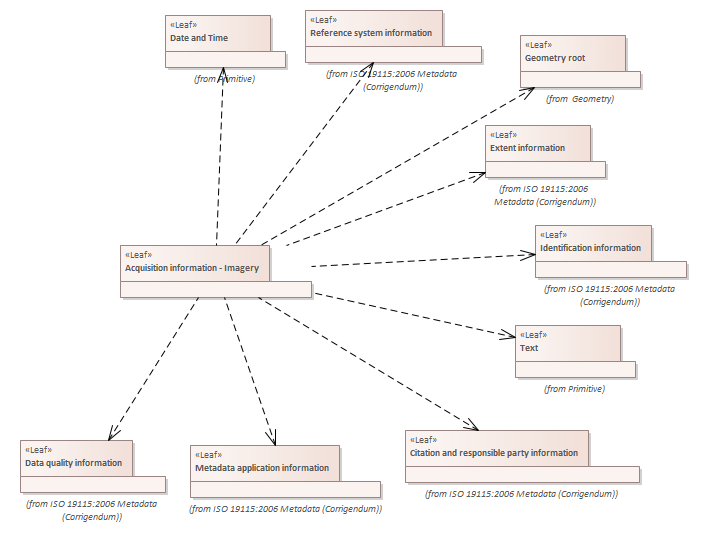 «Leaf»
Date and Time
(from Primitive)
«Leaf»
Reference system information
(from ISO 19115:2006 Metadata
(Corrigendum))
«Leaf»
Geometry root
(from  Geometry)
«Leaf»
Extent information
(from ISO 19115:2006
Metadata (Corrigendum))
«Leaf»
Acquisition information - Imagery
«Leaf»
Identification information
(from ISO 19115:2006 Metadata
(Corrigendum))
«Leaf»
Text
(from Primitive)
«Leaf»
Data quality information
(from ISO 19115:2006 Metadata
(Corrigendum))
«Leaf»
Metadata application information
(from ISO 19115:2006 Metadata (Corrigendum))
«Leaf»
Citation and responsible party information
(from ISO 19115:2006 Metadata (Corrigendum))